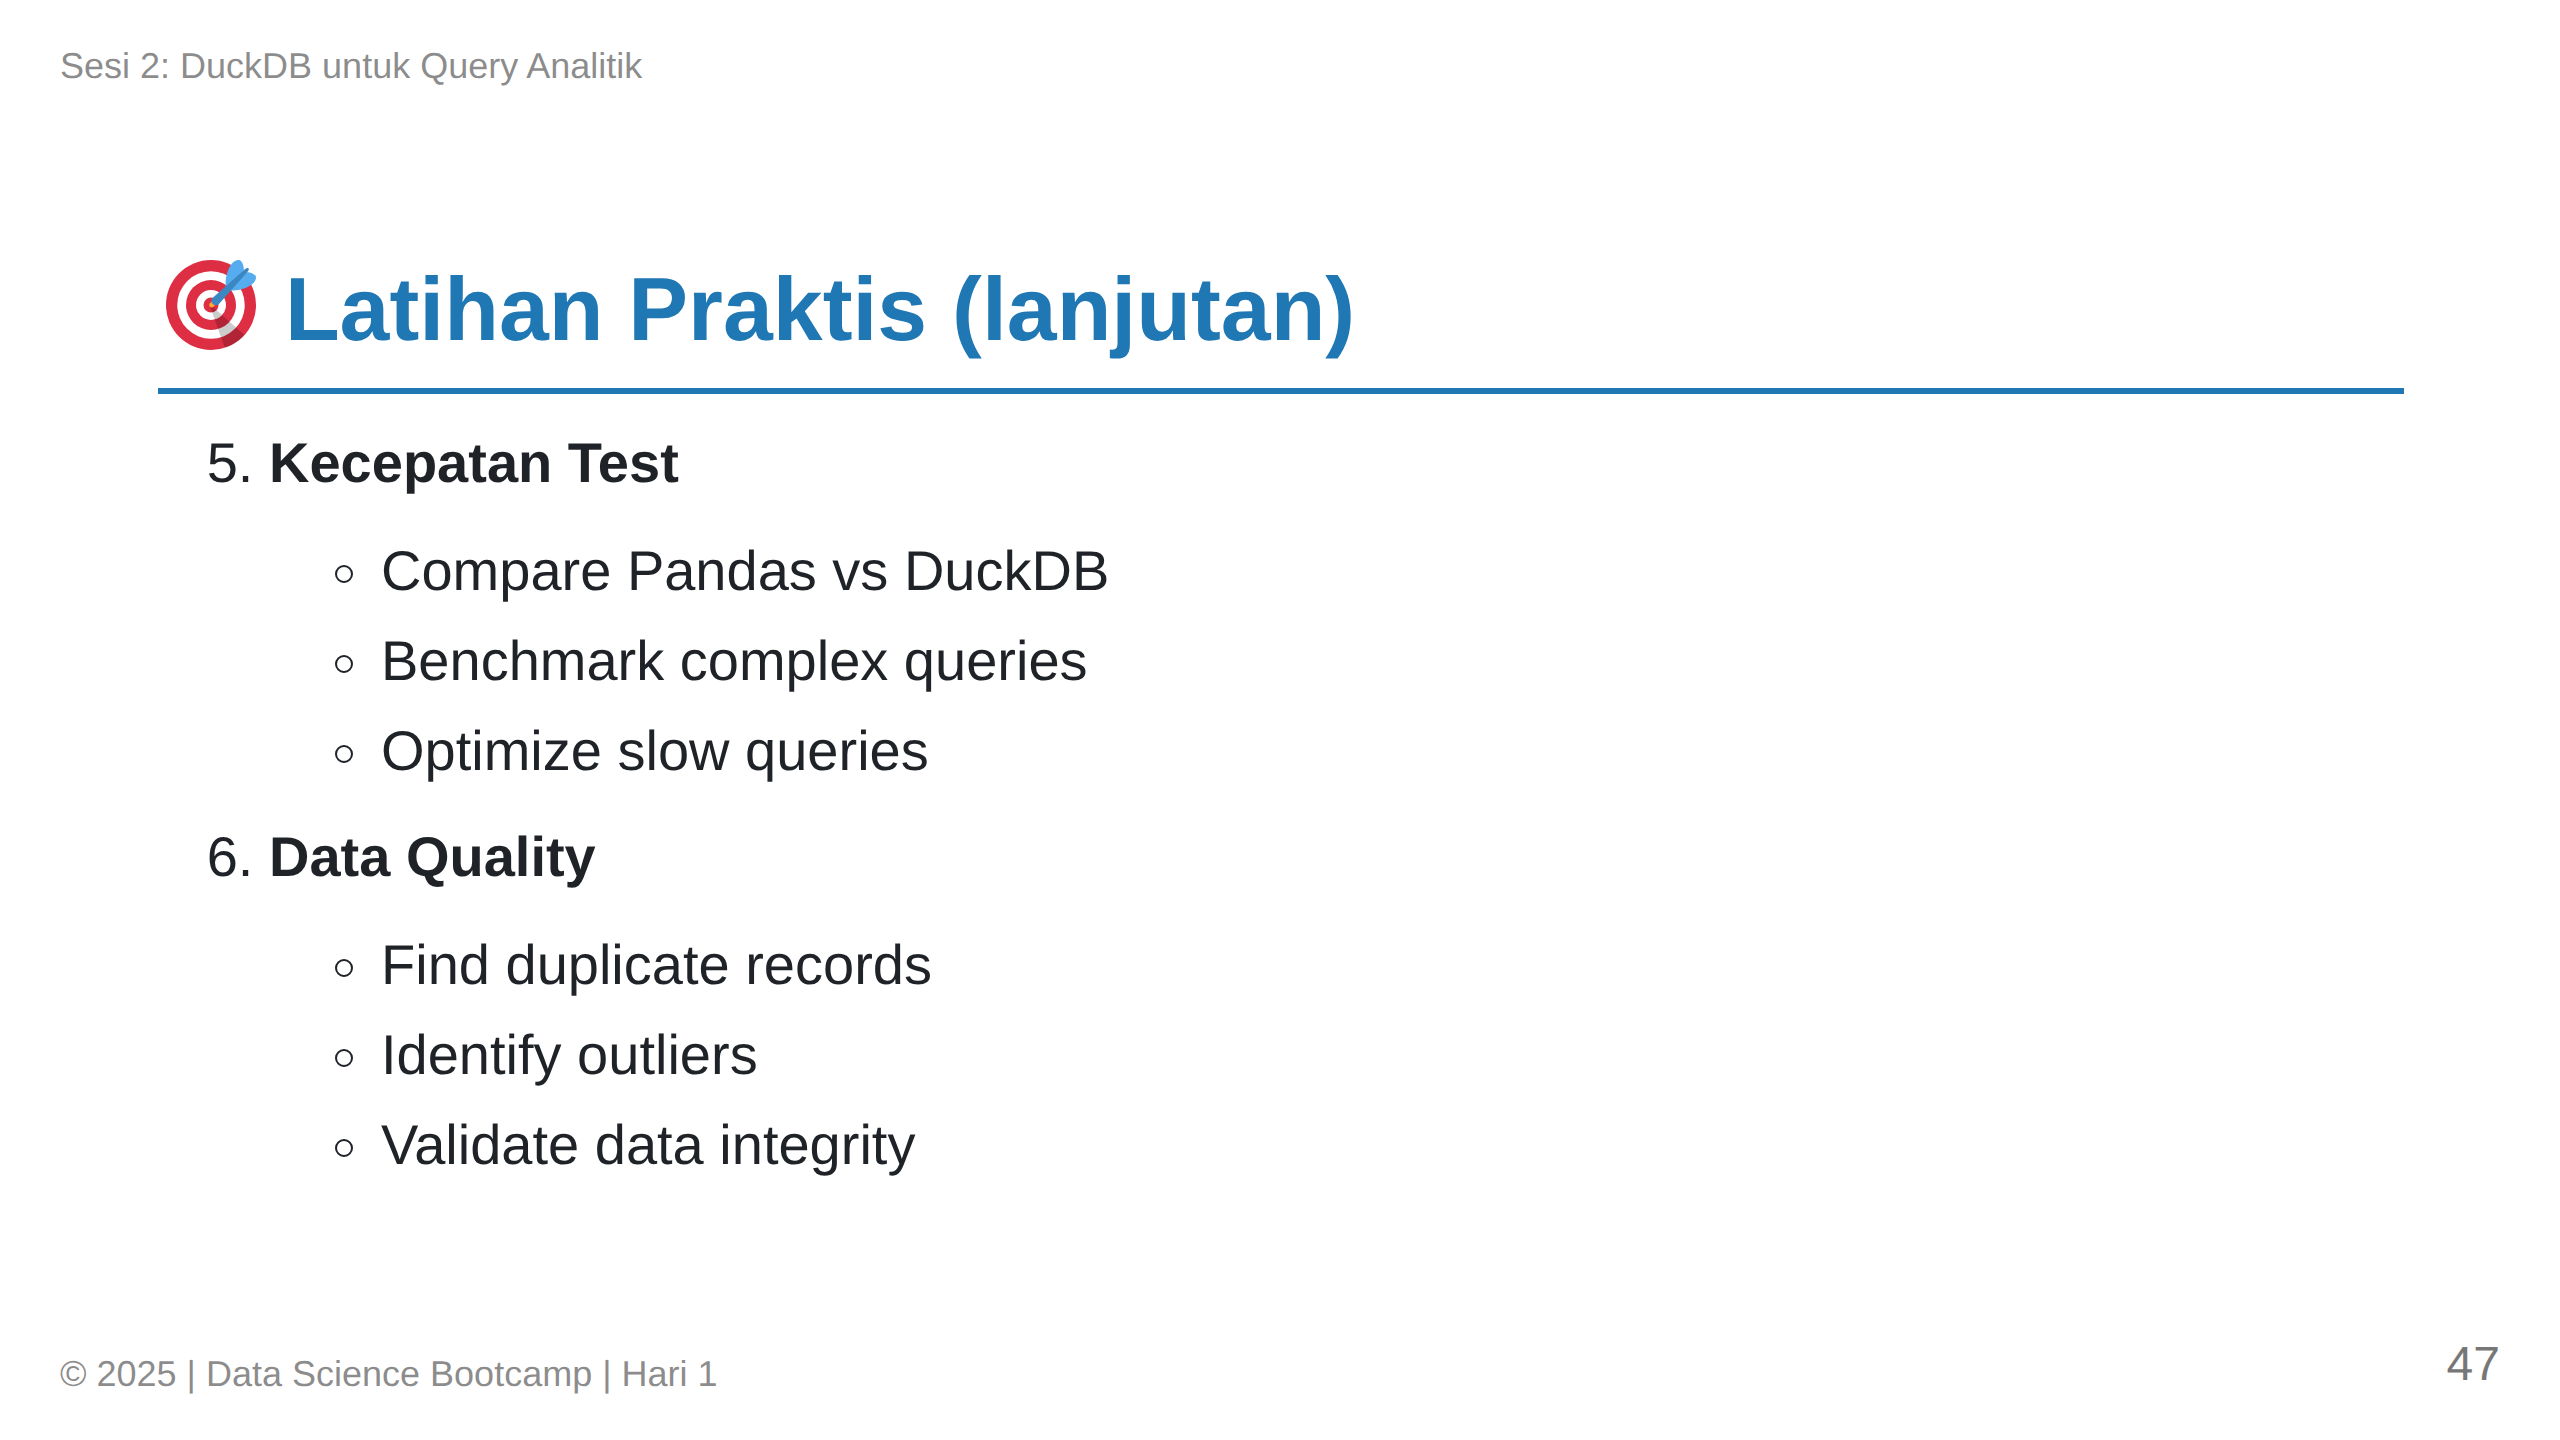 Sesi 2: DuckDB untuk Query Analitik
🎯 Latihan Praktis (lanjutan)
5. Kecepatan Test
○ Compare Pandas vs DuckDB
○ Benchmark complex queries
○ Optimize slow queries
6. Data Quality
○ Find duplicate records
○ Identify outliers
○ Validate data integrity
© 2025 | Data Science Bootcamp | Hari 1
47